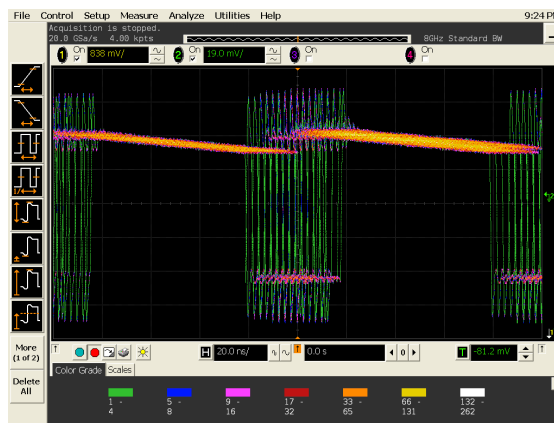 File Control Setup Measure Analyze Utilities Help 9:24 P
Acquisition is stopped.
20.0 GSa/s 4.00 kpts 8GHz Standard BW
1 On 838 mV/ 2 On 19.0 mV/ 3 On 4 On
More
(1 of 2)
Delete
All
H 20.0 ns/ T 0.0 s 0 T -81.2 mV
Color Grade Scales
1 - 5 - 9 - 17 - 33 - 66 - 132 -
4 8 16 32 65 131 262